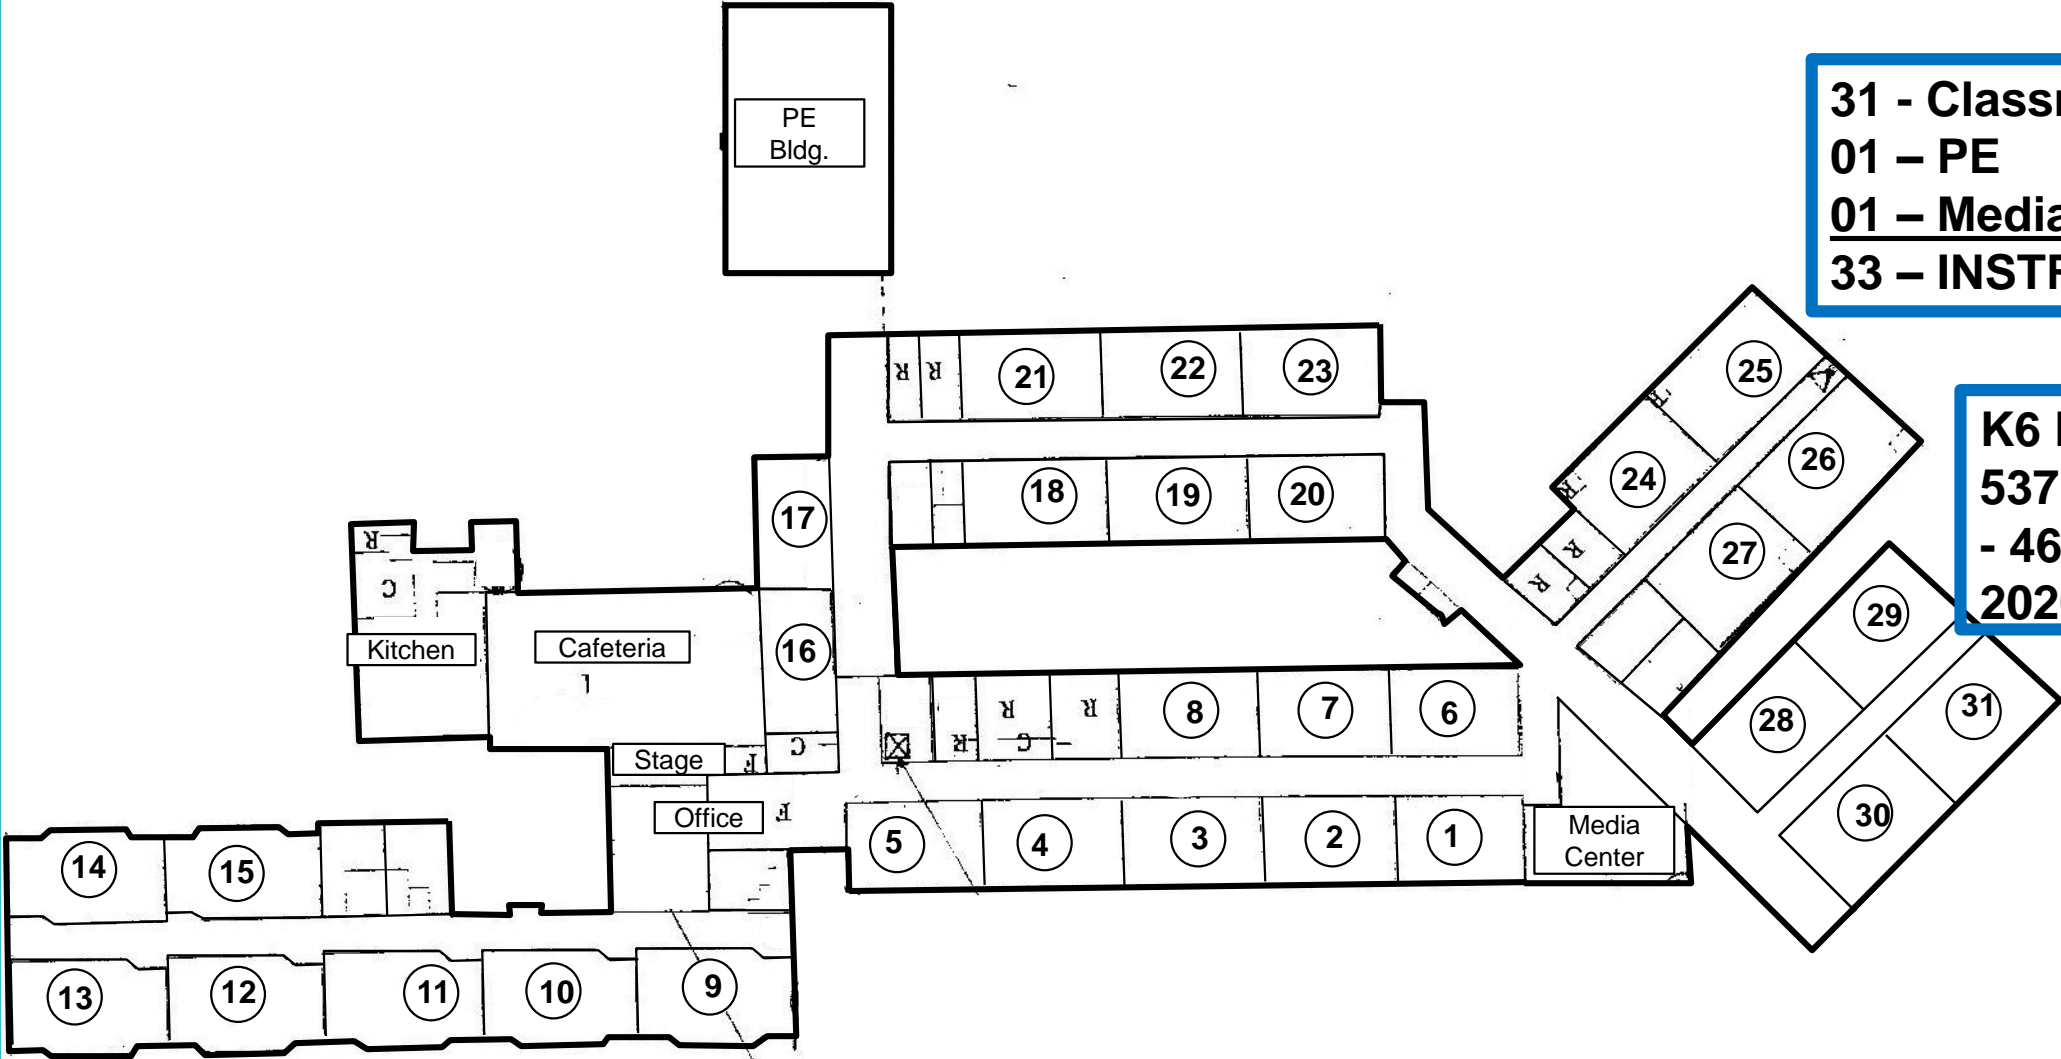 PE
Bldg.
31 - Classr
01 – PE
01 – Media
33 – INSTR
21
22
23
R
R
25
24
26
27
R
R
R
R
K6
537
- 46
202
18
19
20
17
16
R
C
Kitchen
Cafeteria
L
29
28
31
30
8
7
6
R
R
R
C
C
Stage
F
Office
F
5
4
3
2
1
Media
Center
14
15
13
12
11
10
9